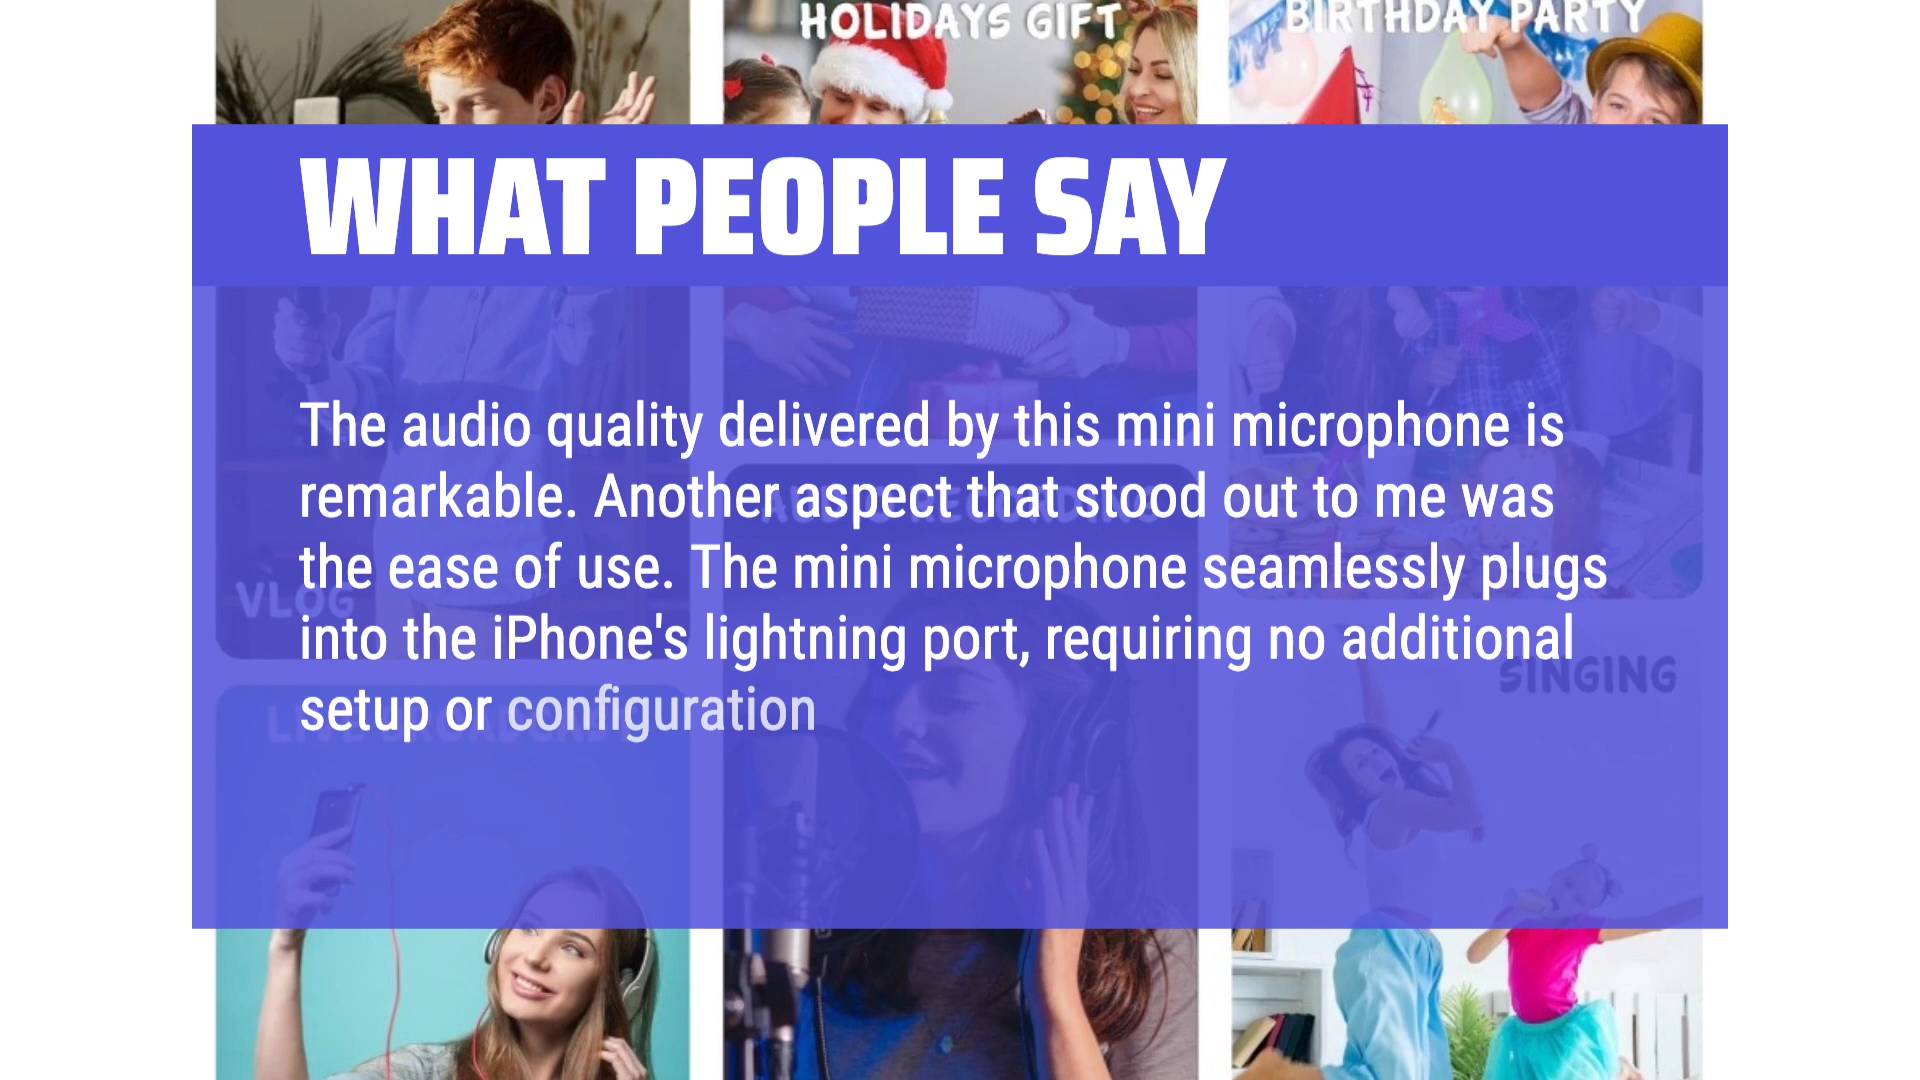 HOLIDAYS GIFT
BIRTHDAY PARTY
WHAT PEOPLE SAY
The audio quality delivered by this mini microphone is
remarkable. Another aspect that stood out to me was
the ease of use. The mini microphone seamlessly plugs
into the iPhone's lightning port, requiring no additional
setup or configuration
VLOG
SINGING